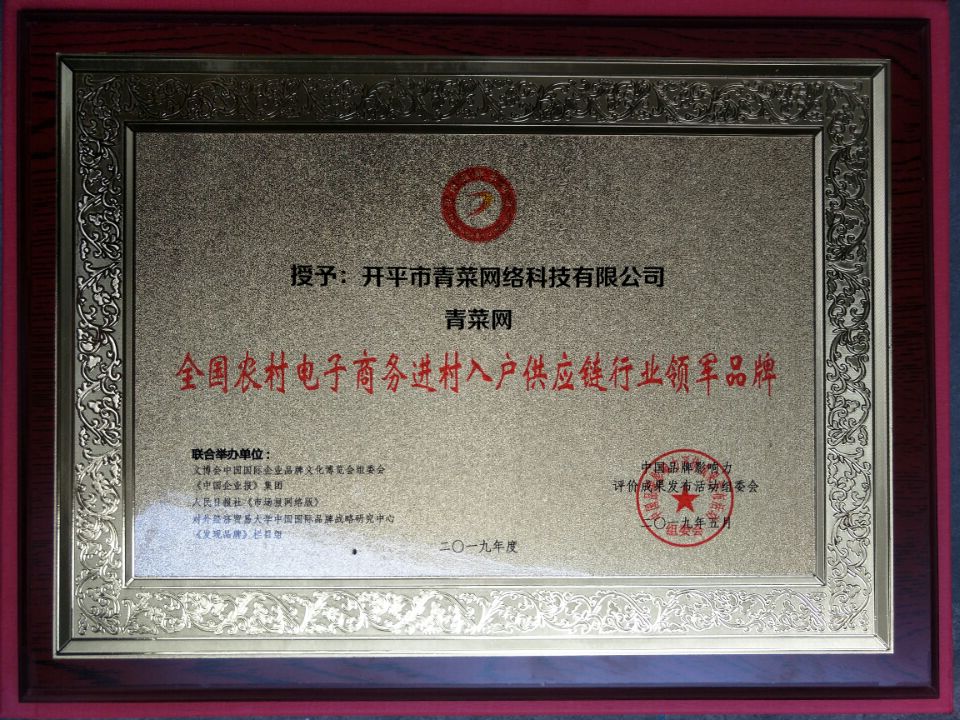 授予：开平市青菜网络科技有限公司
青菜网
全国农村电子商务进村入户供应链行业领军品牌
联合举办单位：
文博会中国国际企业品牌文化博览会组委会
《中国企业报》集团
人民日报社《市场报网络版》
对外经济贸易大学中国国际品牌战略研究中心
《发现品牌》栏目组
中国品牌影响力
评价成果发布活动组委会
二〇一九年五月
组委会
二〇一九年度